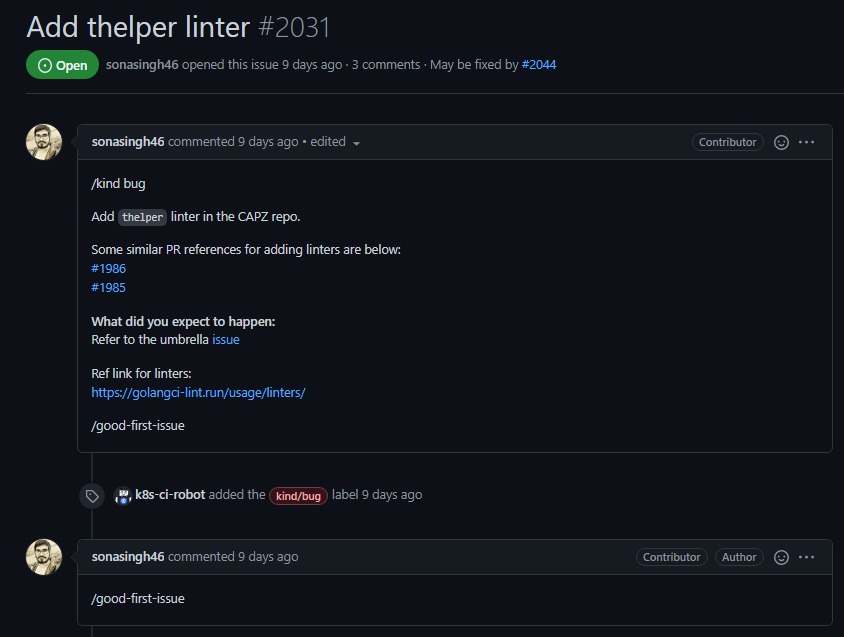 Add thelper linter #2031
Open sonasingh46 opened this issue 9 days ago · 3 comments · May be fixed by #2044
sonasingh46 commented 9 days ago • edited Contributor
/kind bug
Add thelper linter in the CAPZ repo.
Some similar PR references for adding linters are below:
#1986
#1985
What did you expect to happen:
Refer to the umbrella issue
Ref link for linters:
https://golangci-lint.run/usage/linters/
/good-first-issue
k8s-ci-robot added the kind/bug label 9 days ago
sonasingh46 commented 9 days ago Contributor Author
/good-first-issue